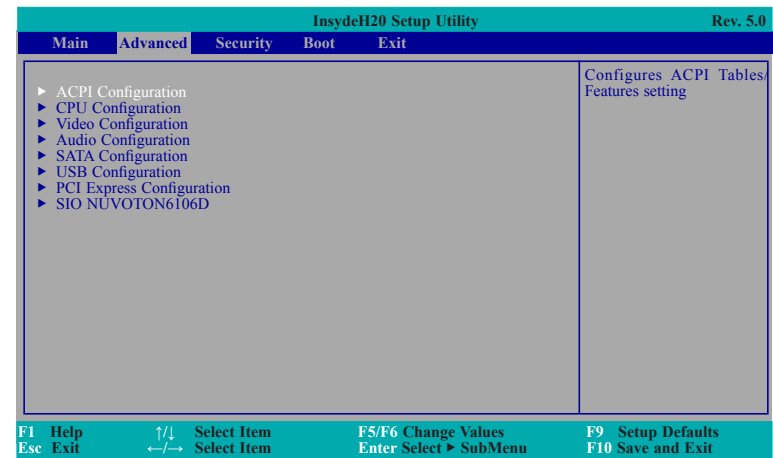 InsydeH20 Setup Utility Rev. 5.0
Main Advanced Security Boot Exit
► ACPI Configuration
► CPU Configuration
► Video Configuration
► Audio Configuration
► SATA Configuration
► USB Configuration
► PCI Express Configuration
► SIO NUVOTON6106D
Configures ACPI Tables/
Features setting
F1 Help ↑/↓ Select Item F5/F6 Change Values F9 Setup Defaults
Esc Exit ←/→ Select Item Enter Select ► SubMenu F10 Save and Exit